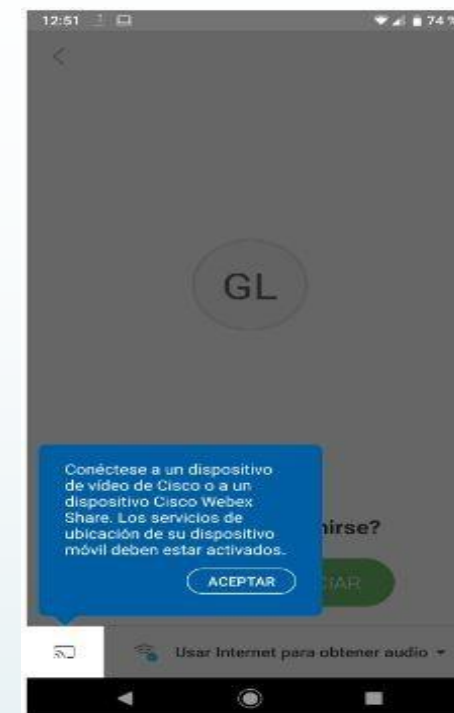 12:51
74 %
GL
Conéctese a un dispositivo
de vídeo de Cisco o a un
dispositivo Cisco Webex
Share. Los servicios de
ubicación de su dispositivo
móvil deben estar activados.
nirse?
ACEPTAR
IAR
Usar Internet para obtener audio